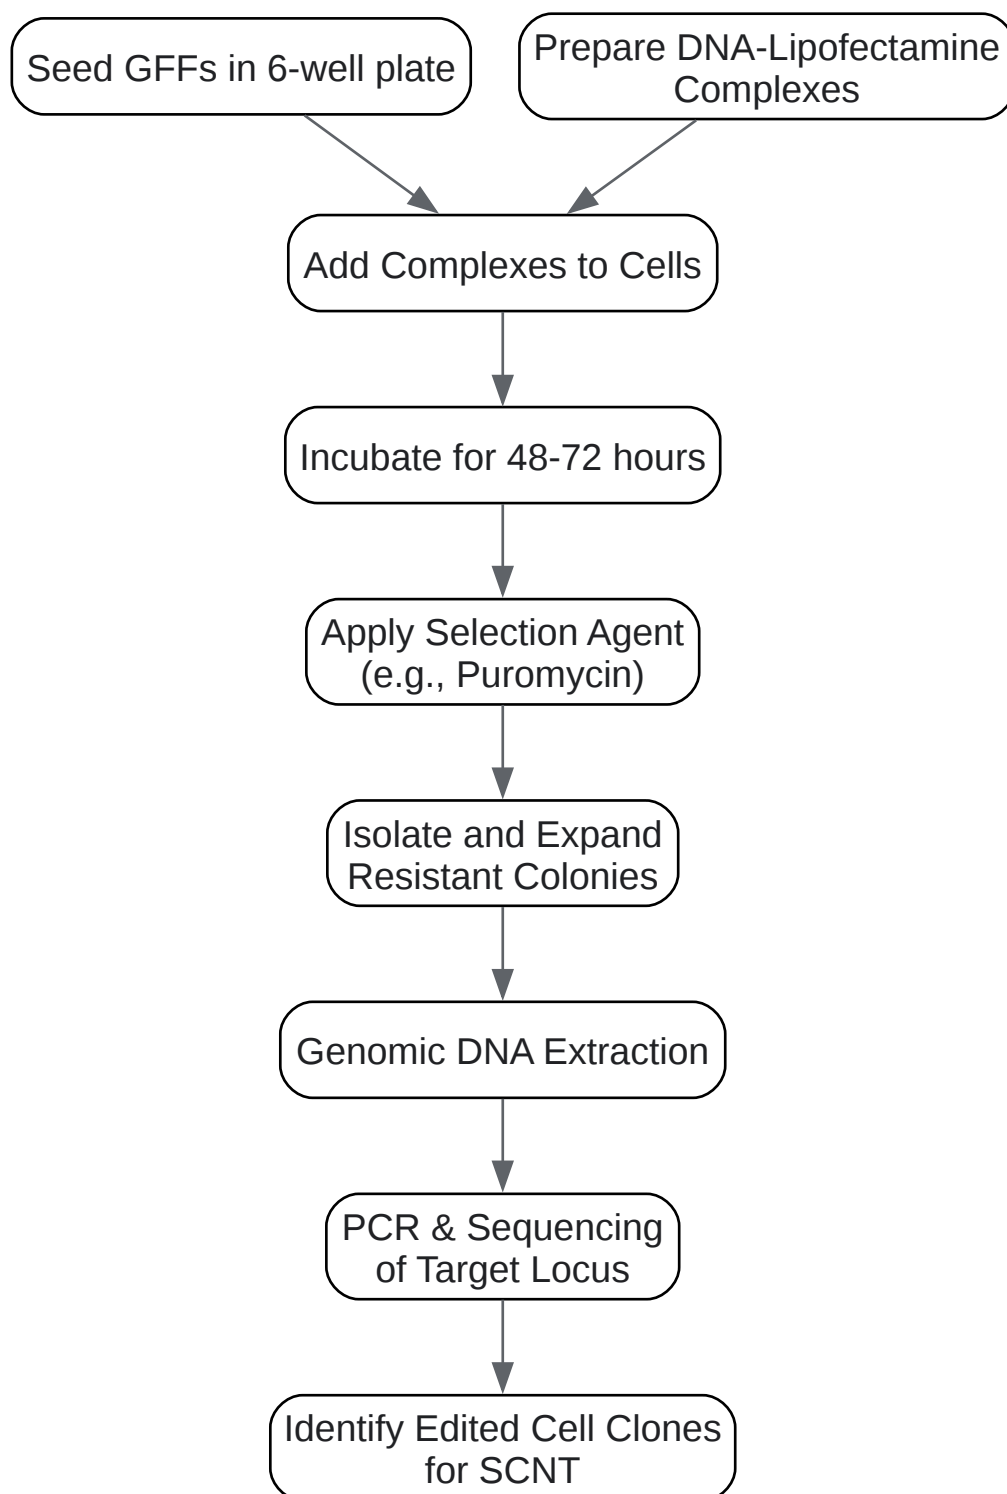 Seed GFFs in 6-well plate
Prepare DNA-Lipofectamine
Complexes
Add Complexes to Cells
Incubate for 48-72 hours
Apply Selection Agent
(e.g., Puromycin)
Isolate and Expand
Resistant Colonies
Genomic DNA Extraction
PCR & Sequencing
of Target Locus
Identify Edited Cell Clones
for SCNT